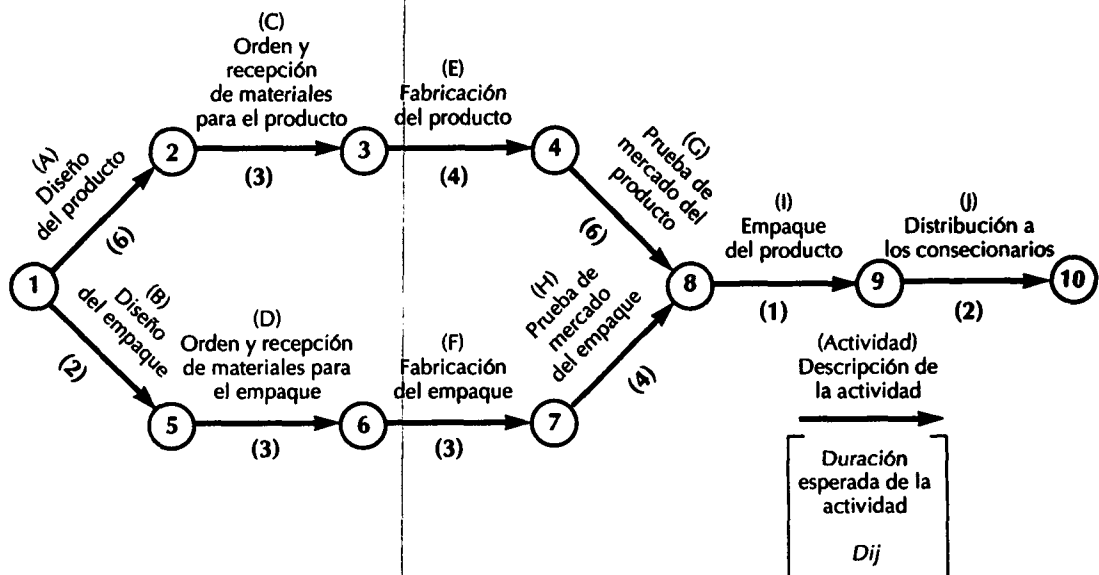 (C)
Orden y
recepción
de materiales
para el producto
(3)
(E)
Fabricación
del producto
(4)
(A)
Diseño
del producto
(6)
(G)
Prueba de
mercado del
producto
(6)
1
2
3
4
(B)
Diseño
del empaque
(2)
(D)
Orden y recepción
de materiales para
el empaque
(3)
(F)
Fabricación
del empaque
(3)
(H)
Prueba de
mercado
del empaque
(4)
5
6
7
8
(I)
Empaque
del producto
(1)
9
(J)
Distribución a
los consecionarios
(2)
10
(Actividad)
Descripción de
la actividad
Duración
esperada de la
actividad
Dij